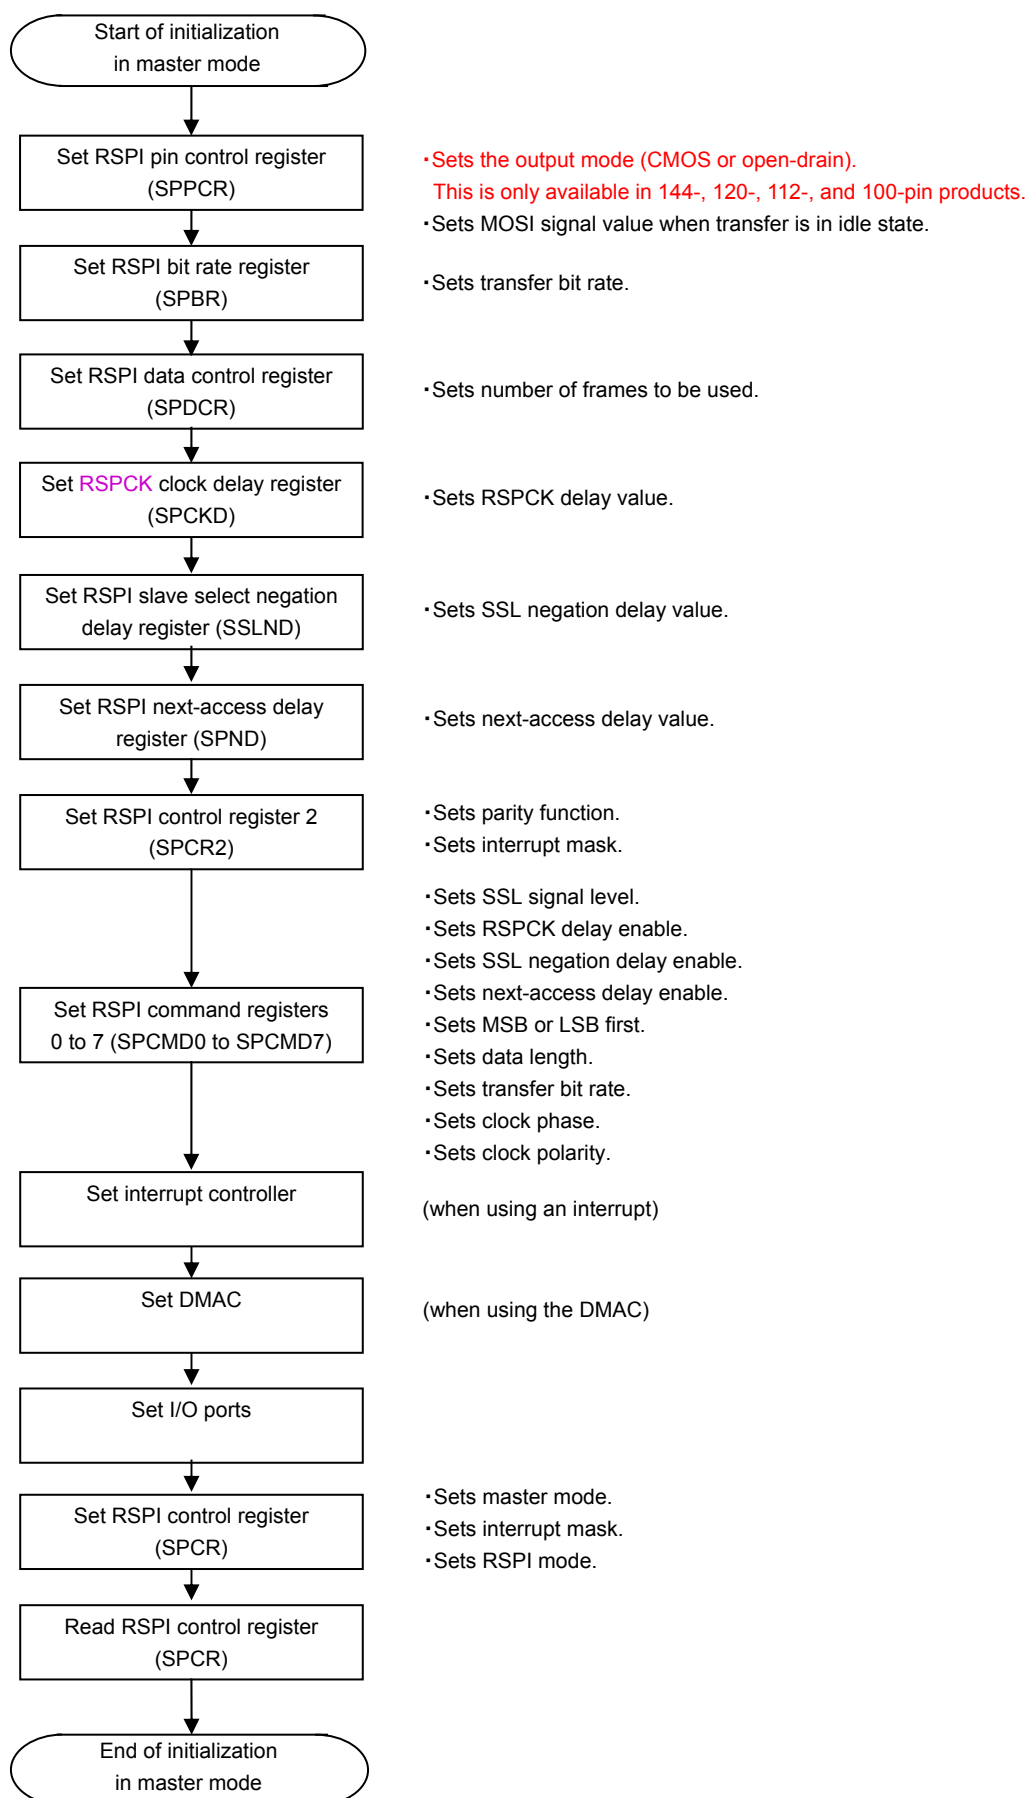 Start of initialization
in master mode
Set RSPI pin control register
(SPPCR)
・Sets the output mode (CMOS or open-drain).
This is only available in 144-, 120-, 112-, and 100-pin products.
・Sets MOSI signal value when transfer is in idle state.
Set RSPI bit rate register
(SPBR)
・Sets transfer bit rate.
Set RSPI data control register
(SPDCR)
・Sets number of frames to be used.
Set RSPCK clock delay register
(SPCKD)
・Sets RSPCK delay value.
Set RSPI slave select negation
delay register (SSLND)
・Sets SSL negation delay value.
Set RSPI next-access delay
register (SPND)
・Sets next-access delay value.
Set RSPI control register 2
(SPCR2)
・Sets parity function.
・Sets interrupt mask.
Set RSPI command registers
0 to 7 (SPCMD0 to SPCMD7)
・Sets SSL signal level.
・Sets RSPCK delay enable.
・Sets SSL negation delay enable.
・Sets next-access delay enable.
・Sets MSB or LSB first.
・Sets data length.
・Sets transfer bit rate.
・Sets clock phase.
・Sets clock polarity.
Set interrupt controller
(when using an interrupt)
Set DMAC
(when using the DMAC)
Set I/O ports
Set RSPI control register
(SPCR)
・Sets master mode.
・Sets interrupt mask.
・Sets RSPI mode.
Read RSPI control register
(SPCR)
End of initialization
in master mode